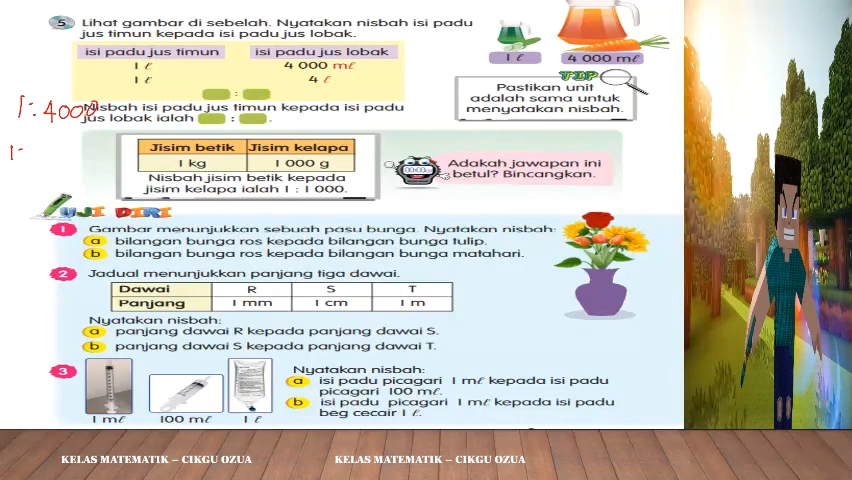 5 Lihat gambar di sebelah. Nyatakan nisbah isi padu
jus timun kepada isi padu jus lobak.
isi padu jus timun isi padu jus lobak
1 ℓ 4 000 mℓ
1 ℓ 4 ℓ
:
1 ℓ 4 000 mℓ
TIP
Pastikan unit
adalah sama untuk
menyatakan nisbah.
1: 4000
1:
Nisbah isi padu jus timun kepada isi padu
jus lobak ialah :
Jisim betik Jisim kelapa
1 kg 1 000 g
Nisbah jisim betik kepada
jisim kelapa ialah 1 : 1 000.
Adakah jawapan ini
betul? Bincangkan.
UJI DIRI
1 Gambar menunjukkan sebuah pasu bunga. Nyatakan nisbah:
a bilangan bunga ros kepada bilangan bunga tulip.
b bilangan bunga ros kepada bilangan bunga matahari.
2 Jadual menunjukkan panjang tiga dawai.
Dawai R S T
Panjang 1 mm 1 cm 1 m
Nyatakan nisbah:
a panjang dawai R kepada panjang dawai S.
b panjang dawai S kepada panjang dawai T.
3 Nyatakan nisbah:
a isi padu picagari 1 mℓ kepada isi padu
picagari 100 mℓ.
b isi padu picagari 1 mℓ kepada isi padu
beg cecair 1 ℓ.
1 mℓ 100 mℓ 1 ℓ
KELAS MATEMATIK – CIKGU OZUA KELAS MATEMATIK – CIKGU OZUA